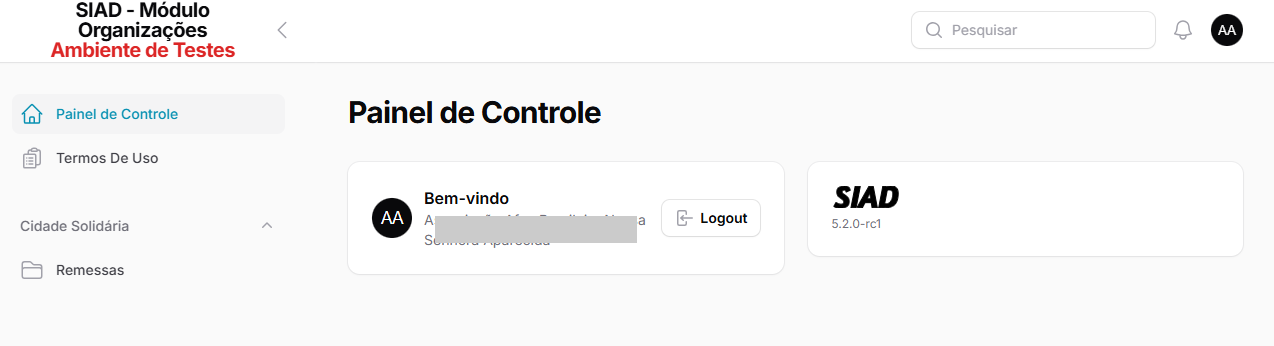 SIAD - Módulo
Organizações
Ambiente de Testes
Pesquisar
AA
Painel de Controle
Termos De Uso
Cidade Solidária
Remessas
Painel de Controle
AA
Bem-vindo
Logout
SIAD
5.2.0-rc1